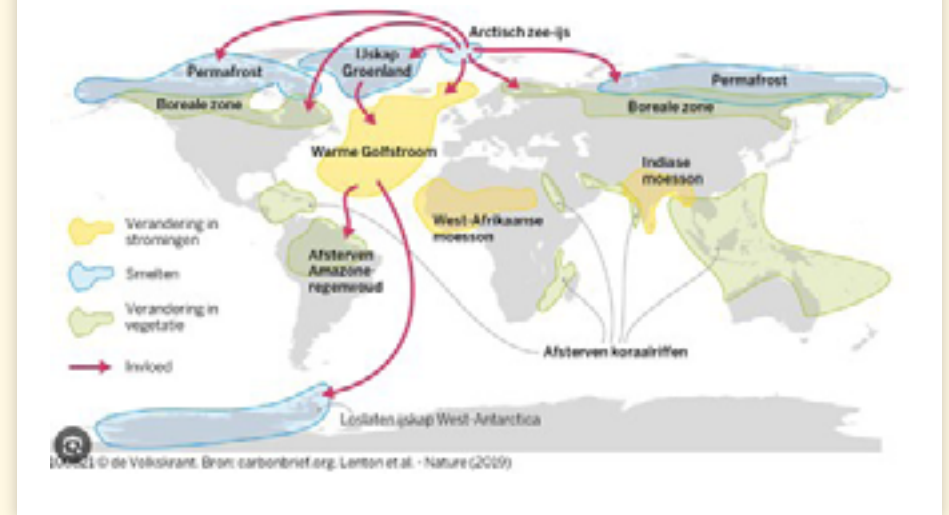 Arctisch zee-ijs
IJskap
Groenland
Permafrost
Permafrost
Boreale zone
Boreale zone
Warme Golfstroom
Indiase
moesson
West-Afrikaanse
moesson
Verandering in
stromingen
Afsterven
Amazone-
regenwoud
Smelten
Verandering in
vegetatie
Afsterven koraalriffen
Invloed
Loslaten ijskap West-Antarctica
© de Volkskrant. Bron: carbonbrief.org. Lenton et al. - Nature (2019)